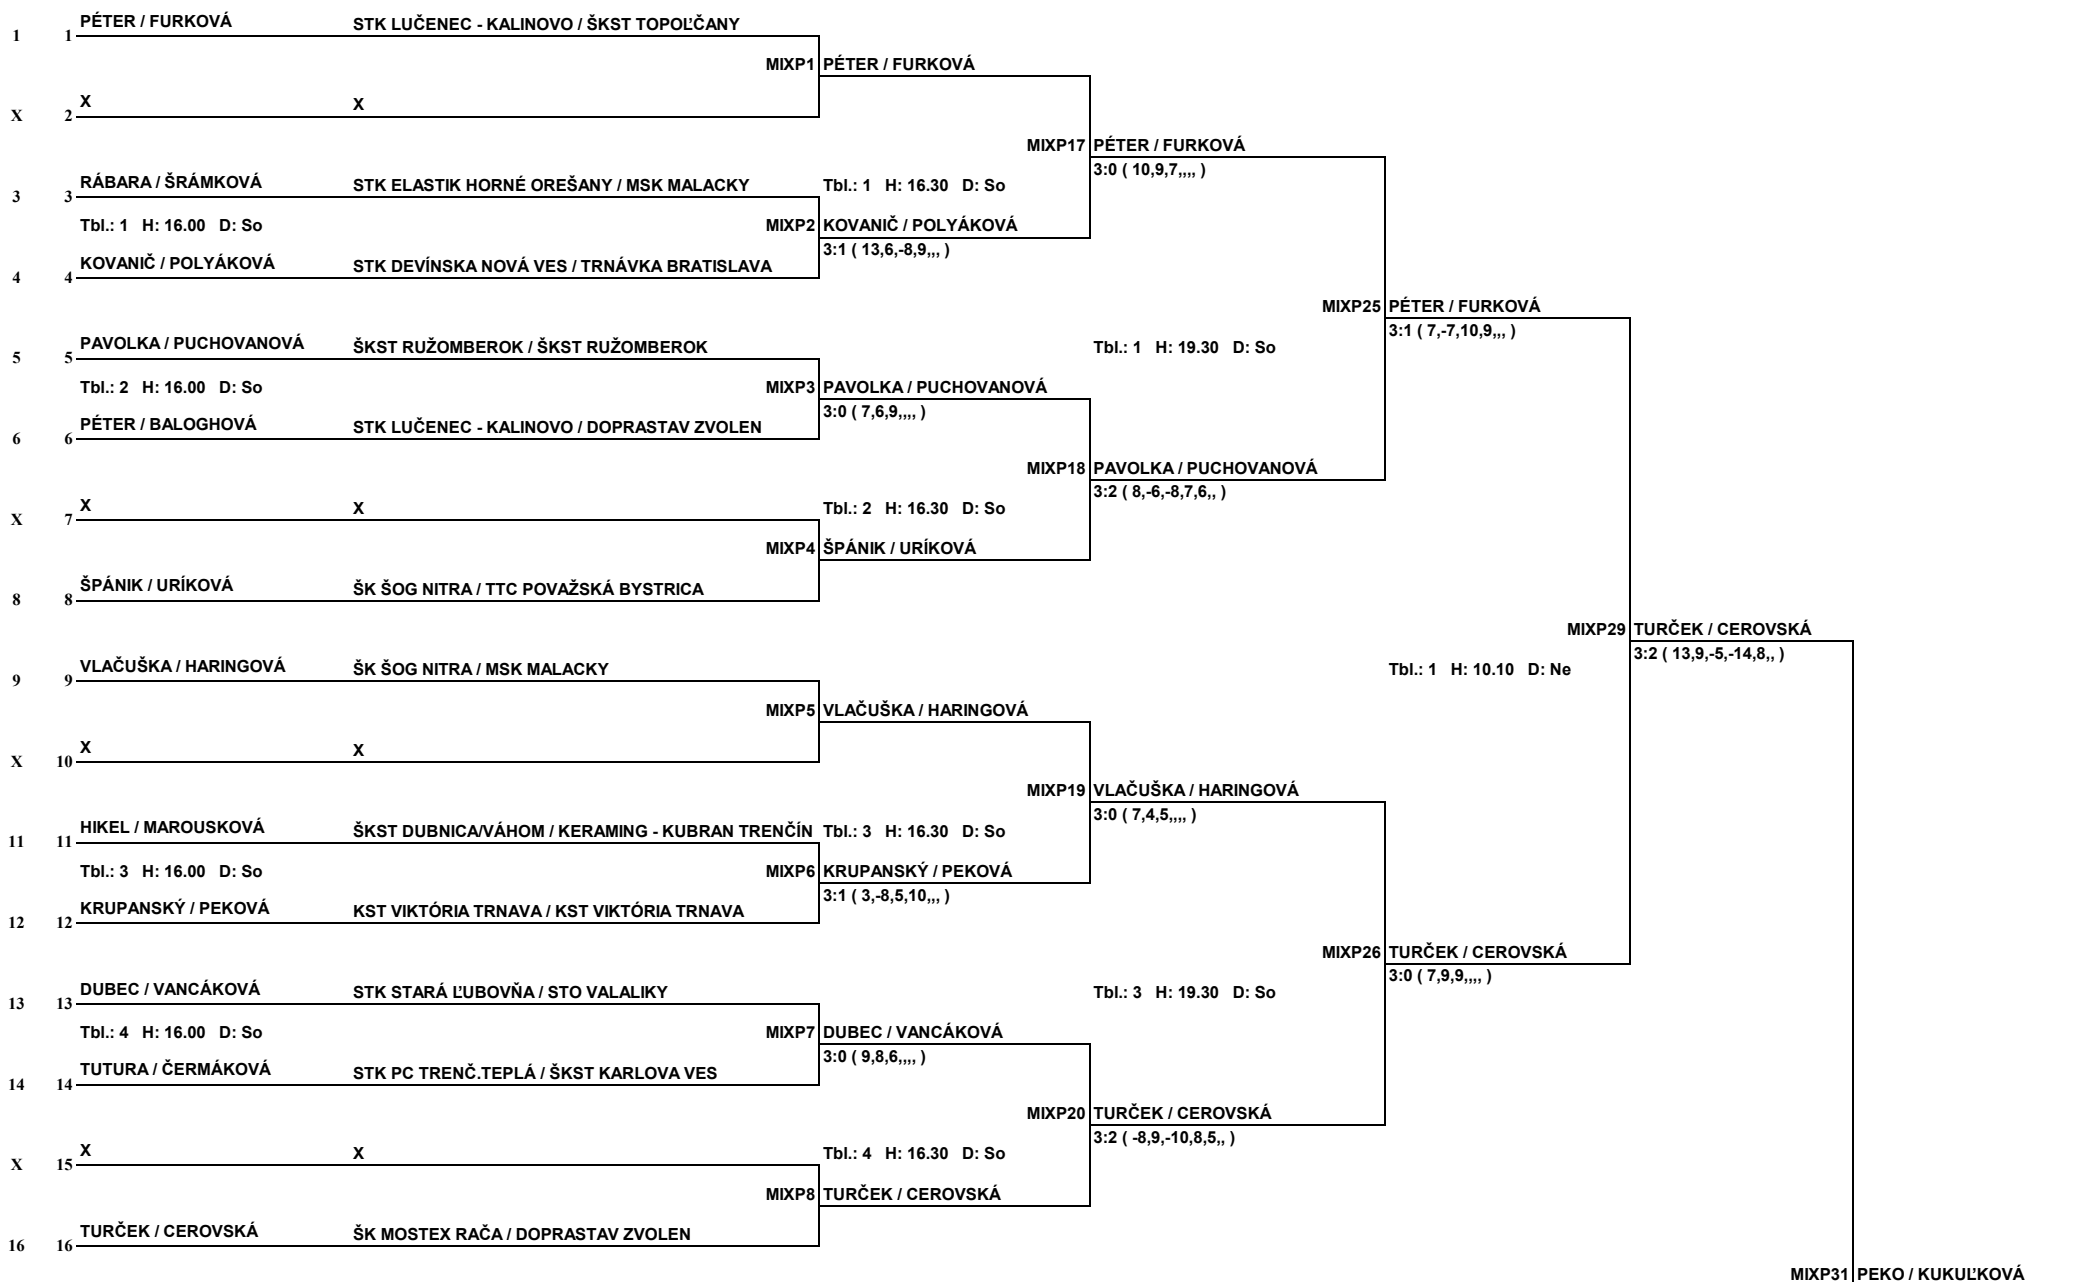 PÉTER / FURKOVÁ STK LUČENEC - KALINOVO / ŠKST TOPOĽČANY
1 1
MIXP1 PÉTER / FURKOVÁ
X X
X 2
MIXP17 PÉTER / FURKOVÁ
3:0 ( 10,9,7,,,, )
RÁBARA / ŠRÁMKOVÁ STK ELASTIK HORNÉ OREŠANY / MSK MALACKY Tbl.: 1 H: 16.30 D: So
3 3
Tbl.: 1 H: 16.00 D: So MIXP2 KOVANIČ / POLYÁKOVÁ
3:1 ( 13,6,-8,9,,, )
KOVANIČ / POLYÁKOVÁ STK DEVÍNSKA NOVÁ VES / TRNÁVKA BRATISLAVA
4 4
MIXP25 PÉTER / FURKOVÁ
3:1 ( 7,-7,10,9,,, )
PAVOLKA / PUCHOVANOVÁ ŠKST RUŽOMBEROK / ŠKST RUŽOMBEROK Tbl.: 1 H: 19.30 D: So
5 5
Tbl.: 2 H: 16.00 D: So MIXP3 PAVOLKA / PUCHOVANOVÁ
3:0 ( 7,6,9,,,, )
PÉTER / BALOGHOVÁ STK LUČENEC - KALINOVO / DOPRASTAV ZVOLEN
6 6
MIXP18 PAVOLKA / PUCHOVANOVÁ
3:2 ( 8,-6,-8,7,6,, )
X X Tbl.: 2 H: 16.30 D: So
X 7
MIXP4 ŠPÁNIK / URÍKOVÁ
ŠPÁNIK / URÍKOVÁ ŠK ŠOG NITRA / TTC POVAŽSKÁ BYSTRICA
8 8
MIXP29 TURČEK / CEROVSKÁ
3:2 ( 13,9,-5,-14,8,, )
VLAČUŠKA / HARINGOVÁ ŠK ŠOG NITRA / MSK MALACKY Tbl.: 1 H: 10.10 D: Ne
9 9
MIXP5 VLAČUŠKA / HARINGOVÁ
X X
X 10
MIXP19 VLAČUŠKA / HARINGOVÁ
3:0 ( 7,4,5,,,, )
HIKEL / MAROUSKOVÁ ŠKST DUBNICA/VÁHOM / KERAMING - KUBRAN TRENČÍN Tbl.: 3 H: 16.30 D: So
11 11
Tbl.: 3 H: 16.00 D: So MIXP6 KRUPANSKÝ / PEKOVÁ
3:1 ( 3,-8,5,10,,, )
KRUPANSKÝ / PEKOVÁ KST VIKTÓRIA TRNAVA / KST VIKTÓRIA TRNAVA
12 12
MIXP26 TURČEK / CEROVSKÁ
3:0 ( 7,9,9,,,, )
DUBEC / VANCÁKOVÁ STK STARÁ ĽUBOVŇA / STO VALALIKY Tbl.: 3 H: 19.30 D: So
13 13
Tbl.: 4 H: 16.00 D: So MIXP7 DUBEC / VANCÁKOVÁ
3:0 ( 9,8,6,,,, )
TUTURA / ČERMÁKOVÁ STK PC TRENČ.TEPLÁ / ŠKST KARLOVA VES
14 14
MIXP20 TURČEK / CEROVSKÁ
3:2 ( -8,9,-10,8,5,, )
X X Tbl.: 4 H: 16.30 D: So
X 15
MIXP8 TURČEK / CEROVSKÁ
TURČEK / CEROVSKÁ ŠK MOSTEX RAČA / DOPRASTAV ZVOLEN
16 16
MIXP31 PEKO / KUKUĽKOVÁ